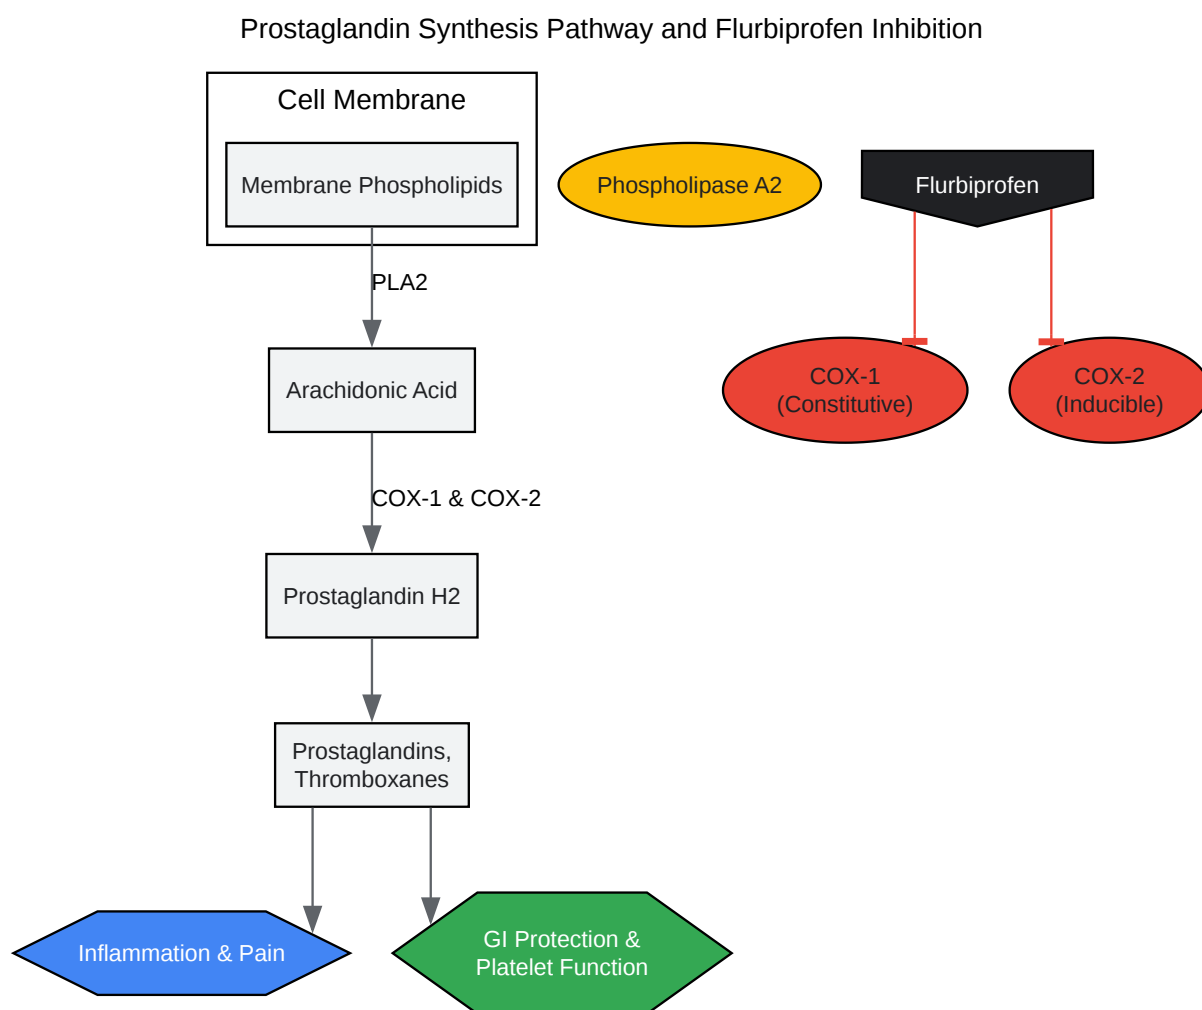 Prostaglandin Synthesis Pathway and Flurbiprofen Inhibition
Cell Membrane
Membrane Phospholipids
Phospholipase A2
Flurbiprofen
PLA2
Arachidonic Acid
COX-1
(Constitutive)
COX-2
(Inducible)
COX-1 & COX-2
Prostaglandin H2
Prostaglandins,
Thromboxanes
Inflammation & Pain
GI Protection &
Platelet Function